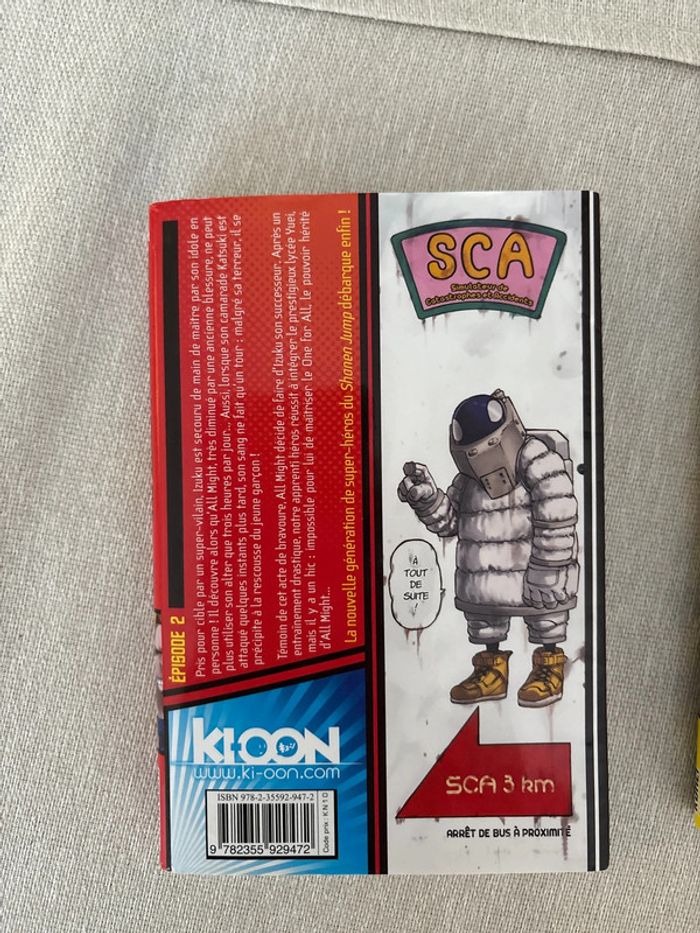 ÉPISODE 2
Pris pour cible par un super-vilain, Izuku est secouru de main de maître par son idole en
personne ! Il découvre alors qu'All Might, très diminué par une ancienne blessure, ne peut
plus utiliser son alter que trois heures par jour... Aussi, lorsque son camarade Katsuki est
attaqué quelques instants plus tard, son sang ne fait qu'un tour : malgré sa terreur, il se
précipite à la rescousse du jeune garçon !
Témoin de cet acte de bravoure, All Might décide de faire d'Izuku son successeur. Après un
entraînement drastique, notre apprenti héros réussit à intégrer le prestigieux lycée Yuei,
mais il y a un hic : impossible pour lui de maîtriser le One for All, le pouvoir hérité
d'All Might...
La nouvelle génération de super-héros du Shonen Jump débarque enfin !
KI-OON
www.ki-oon.com
ISBN 978-2-35592-947-2
9 782355 929472
Code prix : KN10
SCA
Simulateur de
Catastrophes et Accidents
À
TOUT
DE
SUITE
!
SCA 3 km
ARRÊT DE BUS À PROXIMITÉ